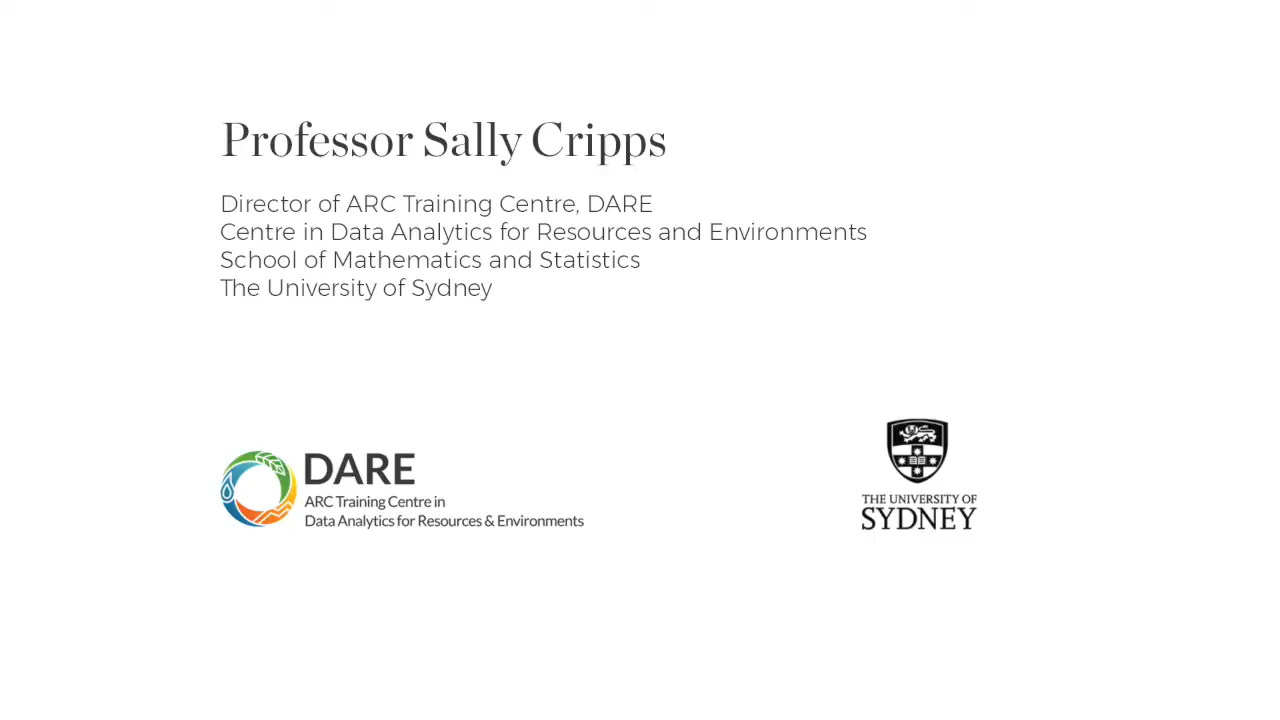 Professor Sally Cripps
Director of ARC Training Centre, DARE
Centre in Data Analytics for Resources and Environments
School of Mathematics and Statistics
The University of Sydney
DARE
ARC Training Centre in
Data Analytics for Resources & Environments
THE UNIVERSITY OF
SYDNEY